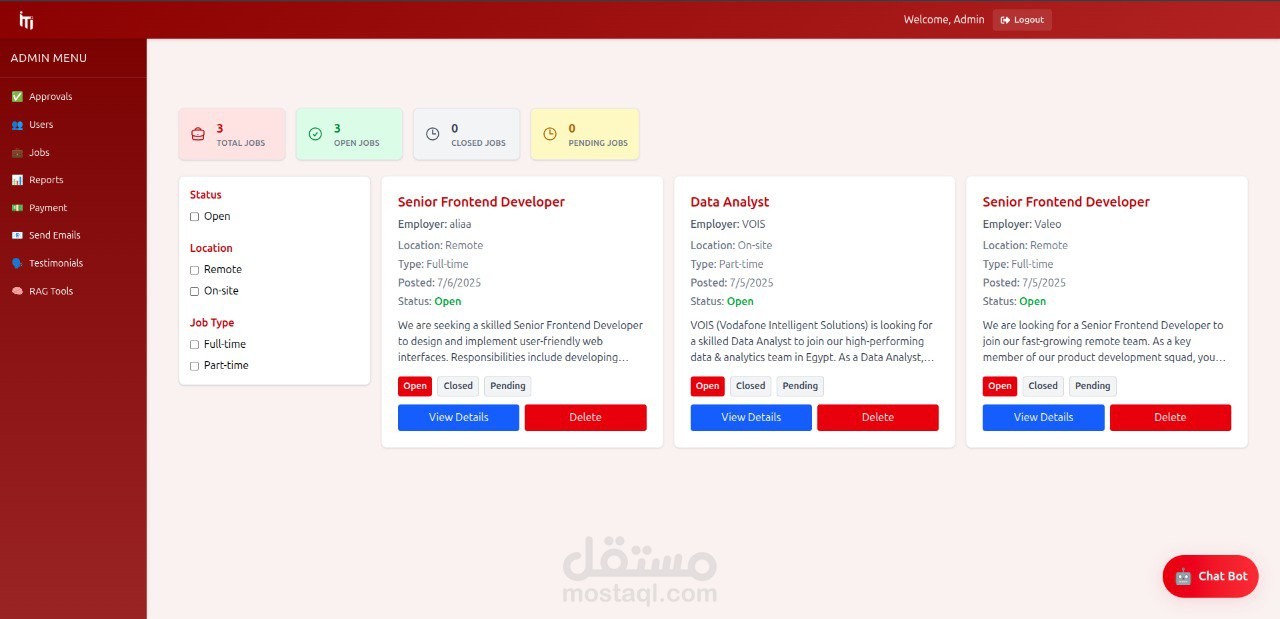 iTi
Welcome, Admin
Logout
ADMIN MENU
Approvals
Users
Jobs
Reports
Payment
Send Emails
Testimonials
RAG Tools
3
TOTAL JOBS
3
OPEN JOBS
0
CLOSED JOBS
0
PENDING JOBS
Status
Open
Location
Remote
On-site
Job Type
Full-time
Part-time
Senior Frontend Developer
Employer: aliaa
Location: Remote
Type: Full-time
Posted: 7/6/2025
Status: Open
We are seeking a skilled Senior Frontend Developer
to design and implement user-friendly web
interfaces. Responsibilities include developing...
Open Closed Pending
View Details Delete
Data Analyst
Employer: VOIS
Location: On-site
Type: Part-time
Posted: 7/5/2025
Status: Open
VOIS (Vodafone Intelligent Solutions) is looking for
a skilled Data Analyst to join our high-performing
data & analytics team in Egypt. As a Data Analyst,...
Open Closed Pending
View Details Delete
Senior Frontend Developer
Employer: Valeo
Location: Remote
Type: Full-time
Posted: 7/5/2025
Status: Open
We are looking for a Senior Frontend Developer to
join our fast-growing remote team. As a key
member of our product development squad, you...
Open Closed Pending
View Details Delete
مستقل
mostaql.com
Chat Bot